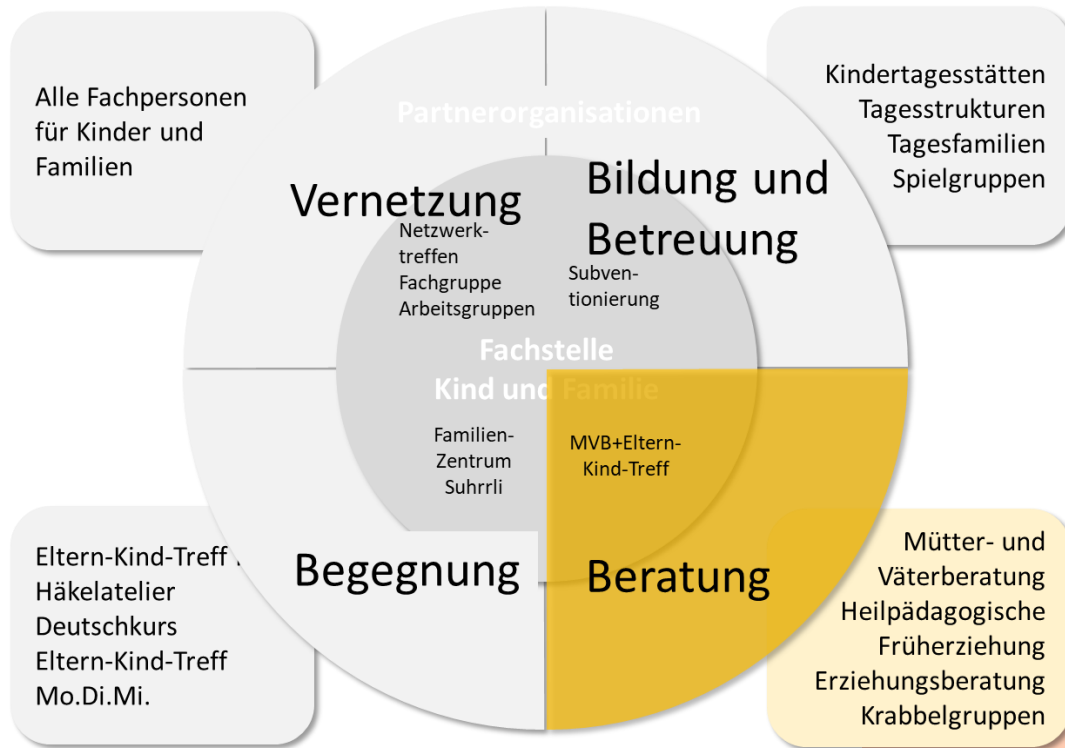 Alle Fachpersonen
für Kinder und
Familien
Partnerorganisationen
Kindertagesstätten
Tagesstrukturen
Tagesfamilien
Spielgruppen
Vernetzung
Netzwerk-
treffen
Fachgruppe
Arbeitsgruppen
Bildung und
Betreuung
Subven-
tionierung
Fachstelle
Kind und Familie
Familien-
Zentrum
Suhrrli
MVB+Eltern-
Kind-Treff
Begegnung
Beratung
Eltern-Kind-Treff
Häkelatelier
Deutschkurs
Eltern-Kind-Treff
Mo.Di.Mi.
Mütter- und
Väterberatung
Heilpädagogische
Früherziehung
Erziehungsberatung
Krabbelgruppen